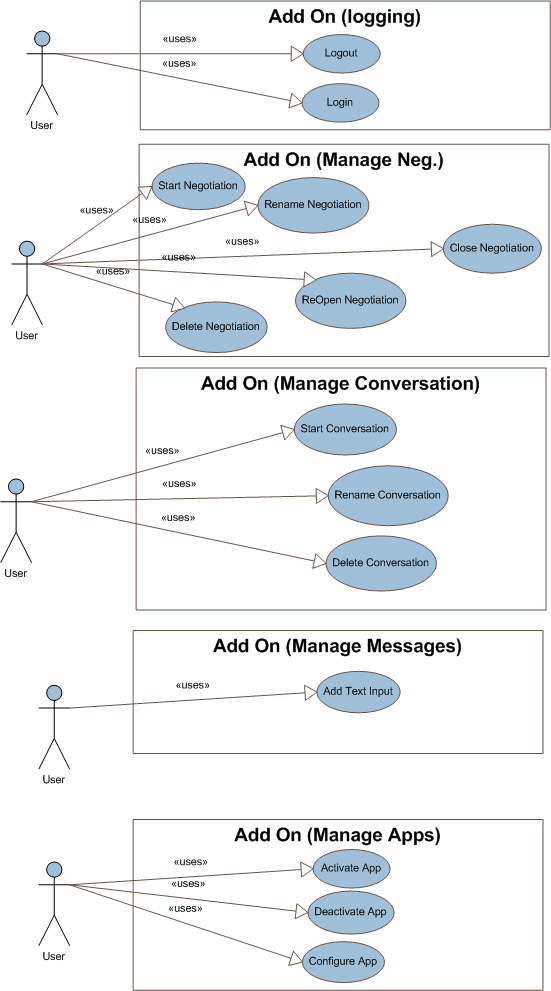 Add On (logging)
«uses»
Logout
«uses»
Login
User
Add On (Manage Neg.)
Start Negotiation
«uses»
Rename Negotiation
«uses»
«uses»
Close Negotiation
«uses»
«uses»
ReOpen Negotiation
Delete Negotiation
User
Add On (Manage Conversation)
Start Conversation
«uses»
«uses»
Rename Conversation
«uses»
Delete Conversation
User
Add On (Manage Messages)
«uses»
Add Text Input
User
Add On (Manage Apps)
«uses»
Activate App
«uses»
Deactivate App
«uses»
Configure App
User